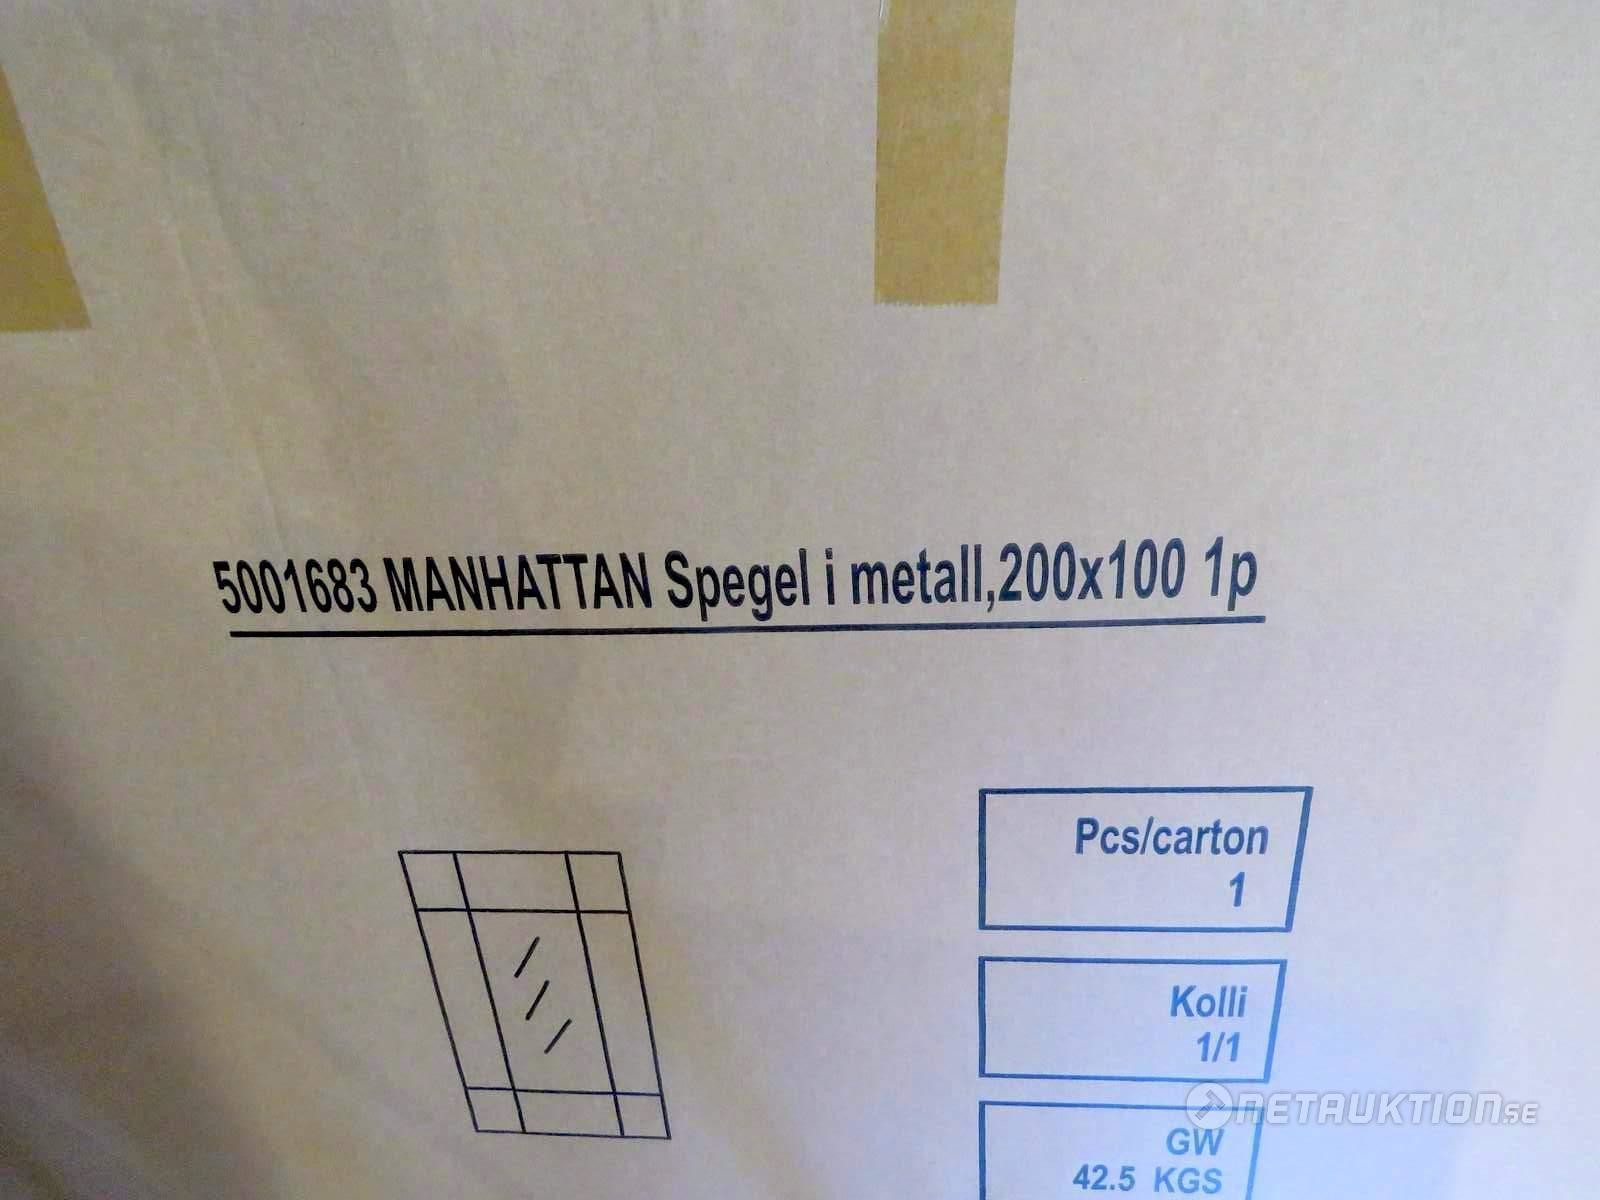 5001683 MANHATTAN Spegel i metall,200x100 1p
Pcs/carton
1
Kolli
1/1
GW
42.5 KGS
NETAUKTION.SE